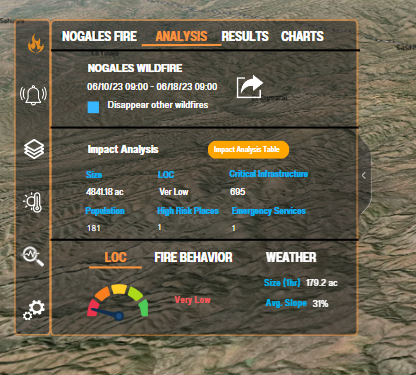 NOGALES FIRE ANALYSIS RESULTS CHARTS
NOGALES WILDFIRE
06/10/23 09:00 - 06/18/23 09:00
Disappear other wildfires
Impact Analysis Impact Analysis Table
Size LOC Critical Infrastructure
4841.18 ac Ver Low 695
Population High Risk Places Emergency Services
181 1 1
LOC FIRE BEHAVIOR WEATHER
Very Low
Size [1hr] 179.2 ac
Avg. Slope 31%